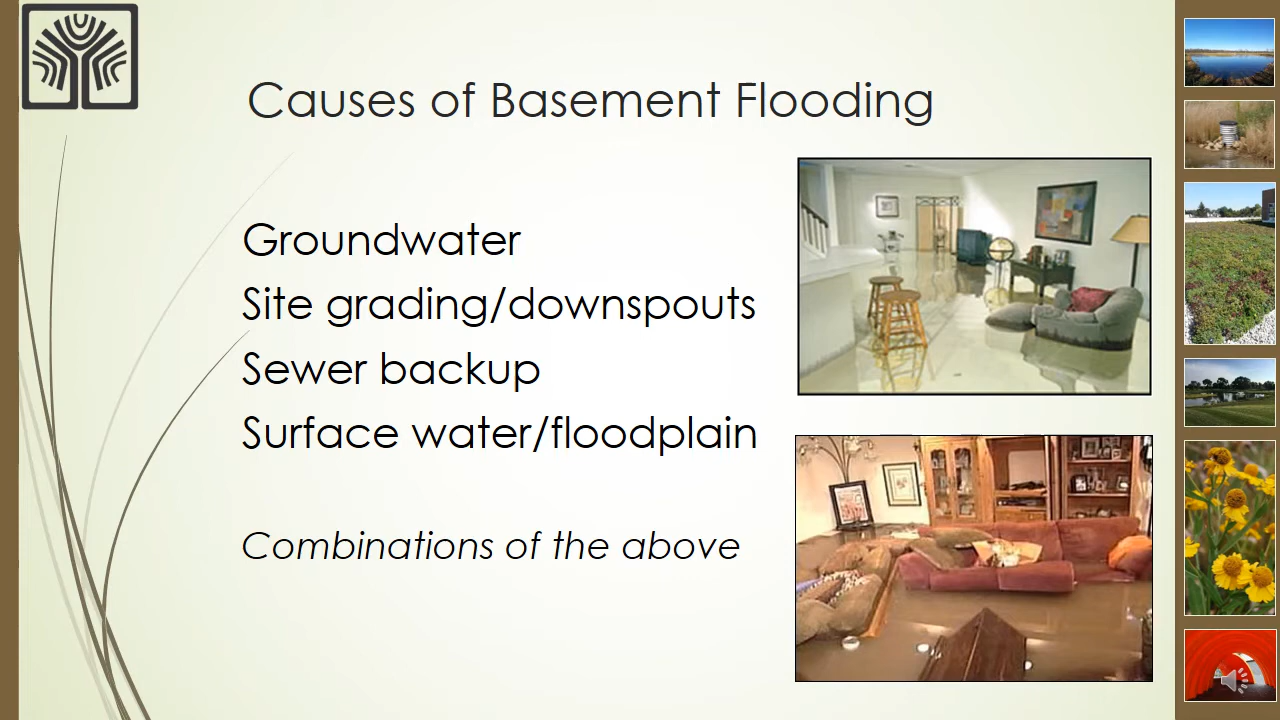 Causes of Basement Flooding
Groundwater
Site grading/downspouts
Sewer backup
Surface water/floodplain
Combinations of the above